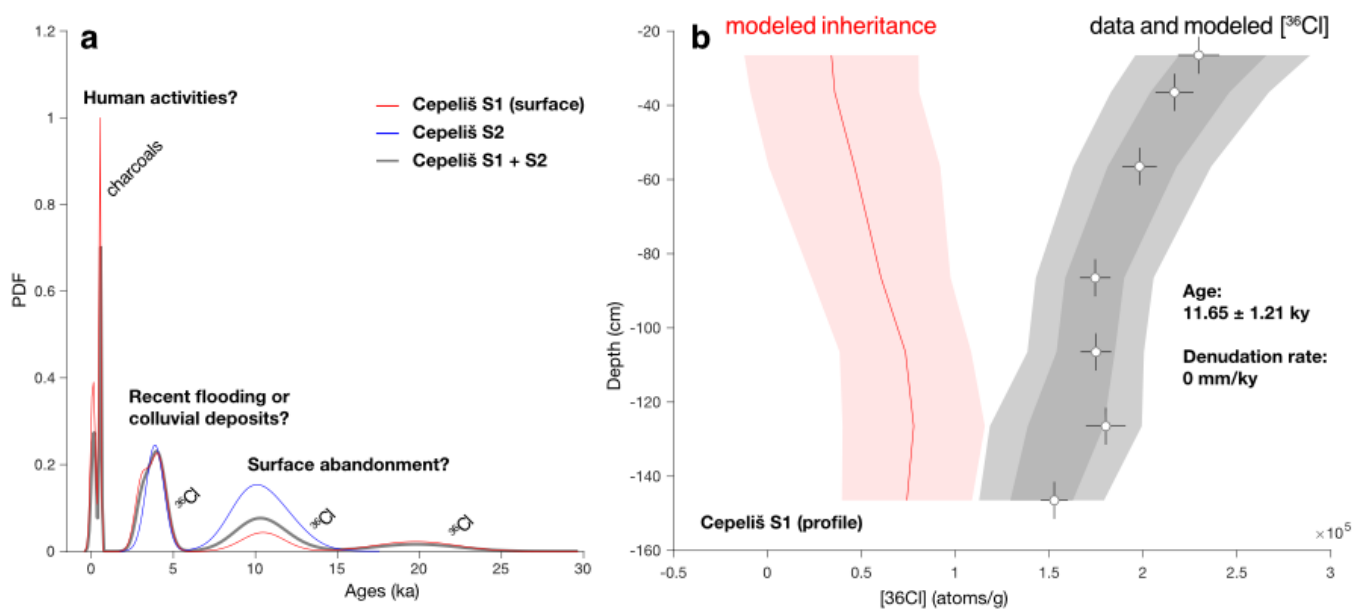 a
1.2
1
0.8
0.6
0.4
0.2
0
PDF
Human activities?
charcoals
Cepeliš S1 (surface)
Cepeliš S2
Cepeliš S1 + S2
Recent flooding or
colluvial deposits?
Surface abandonment?
³⁶Cl
³⁶Cl
³⁶Cl
0
5
10
15
20
25
30
Ages (ka)
b
modeled inheritance
data and modeled [³⁶Cl]
-20
-40
-60
-80
-100
-120
-140
-160
Depth (cm)
Age:
11.65 ± 1.21 ky
Denudation rate:
0 mm/ky
Cepeliš S1 (profile)
×10⁵
-0.5
0
0.5
1
1.5
2
2.5
3
[36Cl] (atoms/g)